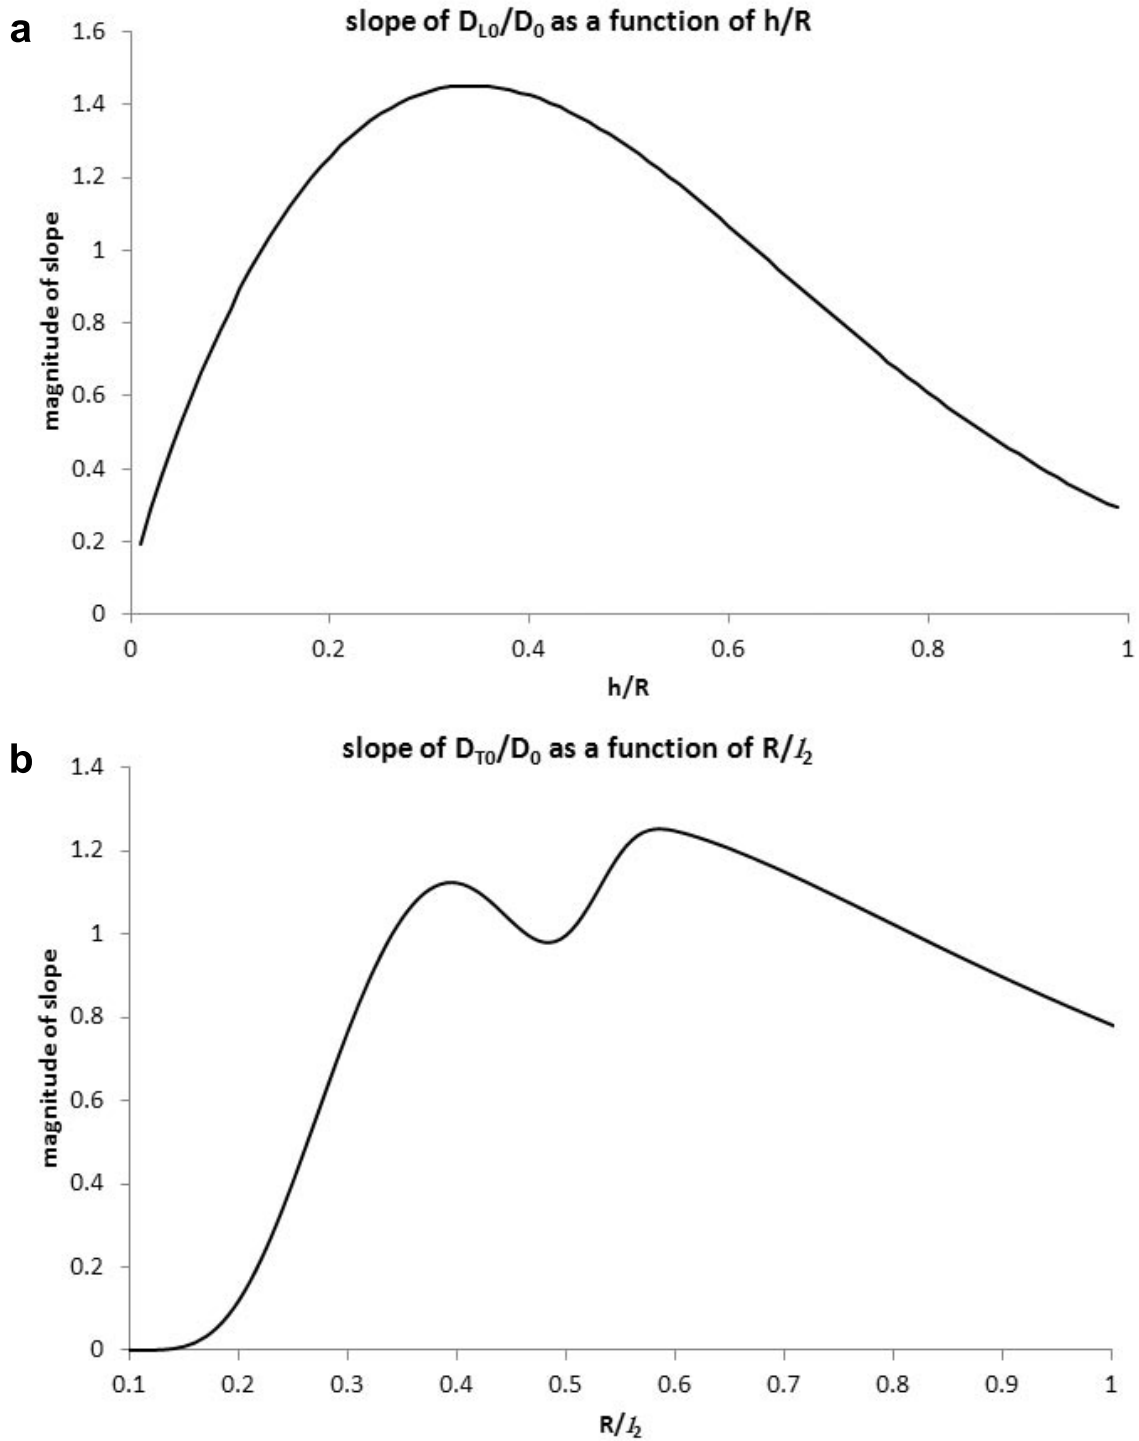 a
slope of D_L0/D_0 as a function of h/R
magnitude of slope
1.6
1.4
1.2
1
0.8
0.6
0.4
0.2
0
0 0.2 0.4 0.6 0.8 1
h/R
b
slope of D_T0/D_0 as a function of R/l_2
magnitude of slope
1.4
1.2
1
0.8
0.6
0.4
0.2
0
0.1 0.2 0.3 0.4 0.5 0.6 0.7 0.8 0.9 1
R/l_2